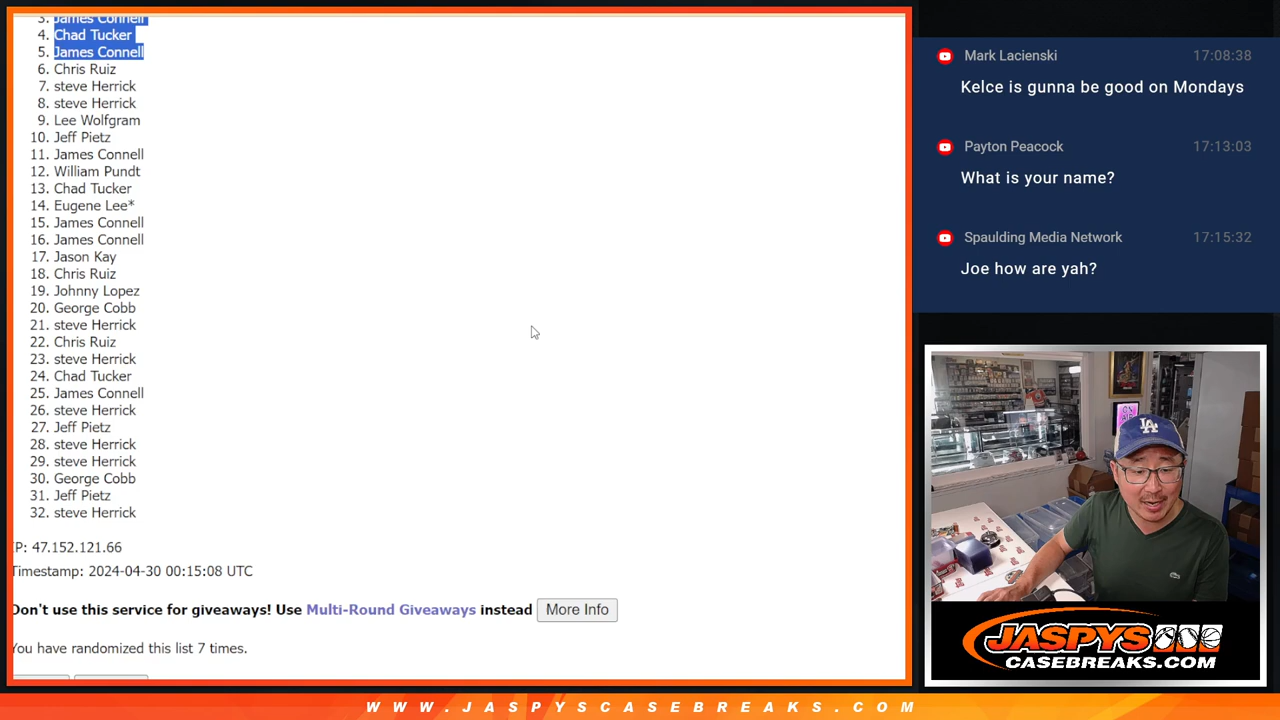 3. James Connell
4. Chad Tucker
5. James Connell
6. Chris Ruiz
7. steve Herrick
8. steve Herrick
9. Lee Wolfgram
10. Jeff Pietz
11. James Connell
12. William Pundt
13. Chad Tucker
14. Eugene Lee*
15. James Connell
16. James Connell
17. Jason Kay
18. Chris Ruiz
19. Johnny Lopez
20. George Cobb
21. steve Herrick
22. Chris Ruiz
23. steve Herrick
24. Chad Tucker
25. James Connell
26. steve Herrick
27. Jeff Pietz
28. steve Herrick
29. steve Herrick
30. George Cobb
31. Jeff Pietz
32. steve Herrick
IP: 47.152.121.66
Timestamp: 2024-04-30 00:15:08 UTC
Don't use this service for giveaways! Use Multi-Round Giveaways instead More Info
You have randomized this list 7 times.
Mark Lacienski 17:08:38
Kelce is gunna be good on Mondays
Payton Peacock 17:13:03
What is your name?
Spaulding Media Network 17:15:32
Joe how are yah?
LA
JASPYS
CASEBREAKS.COM
WWW.JASPYSCASEBREAKS.COM